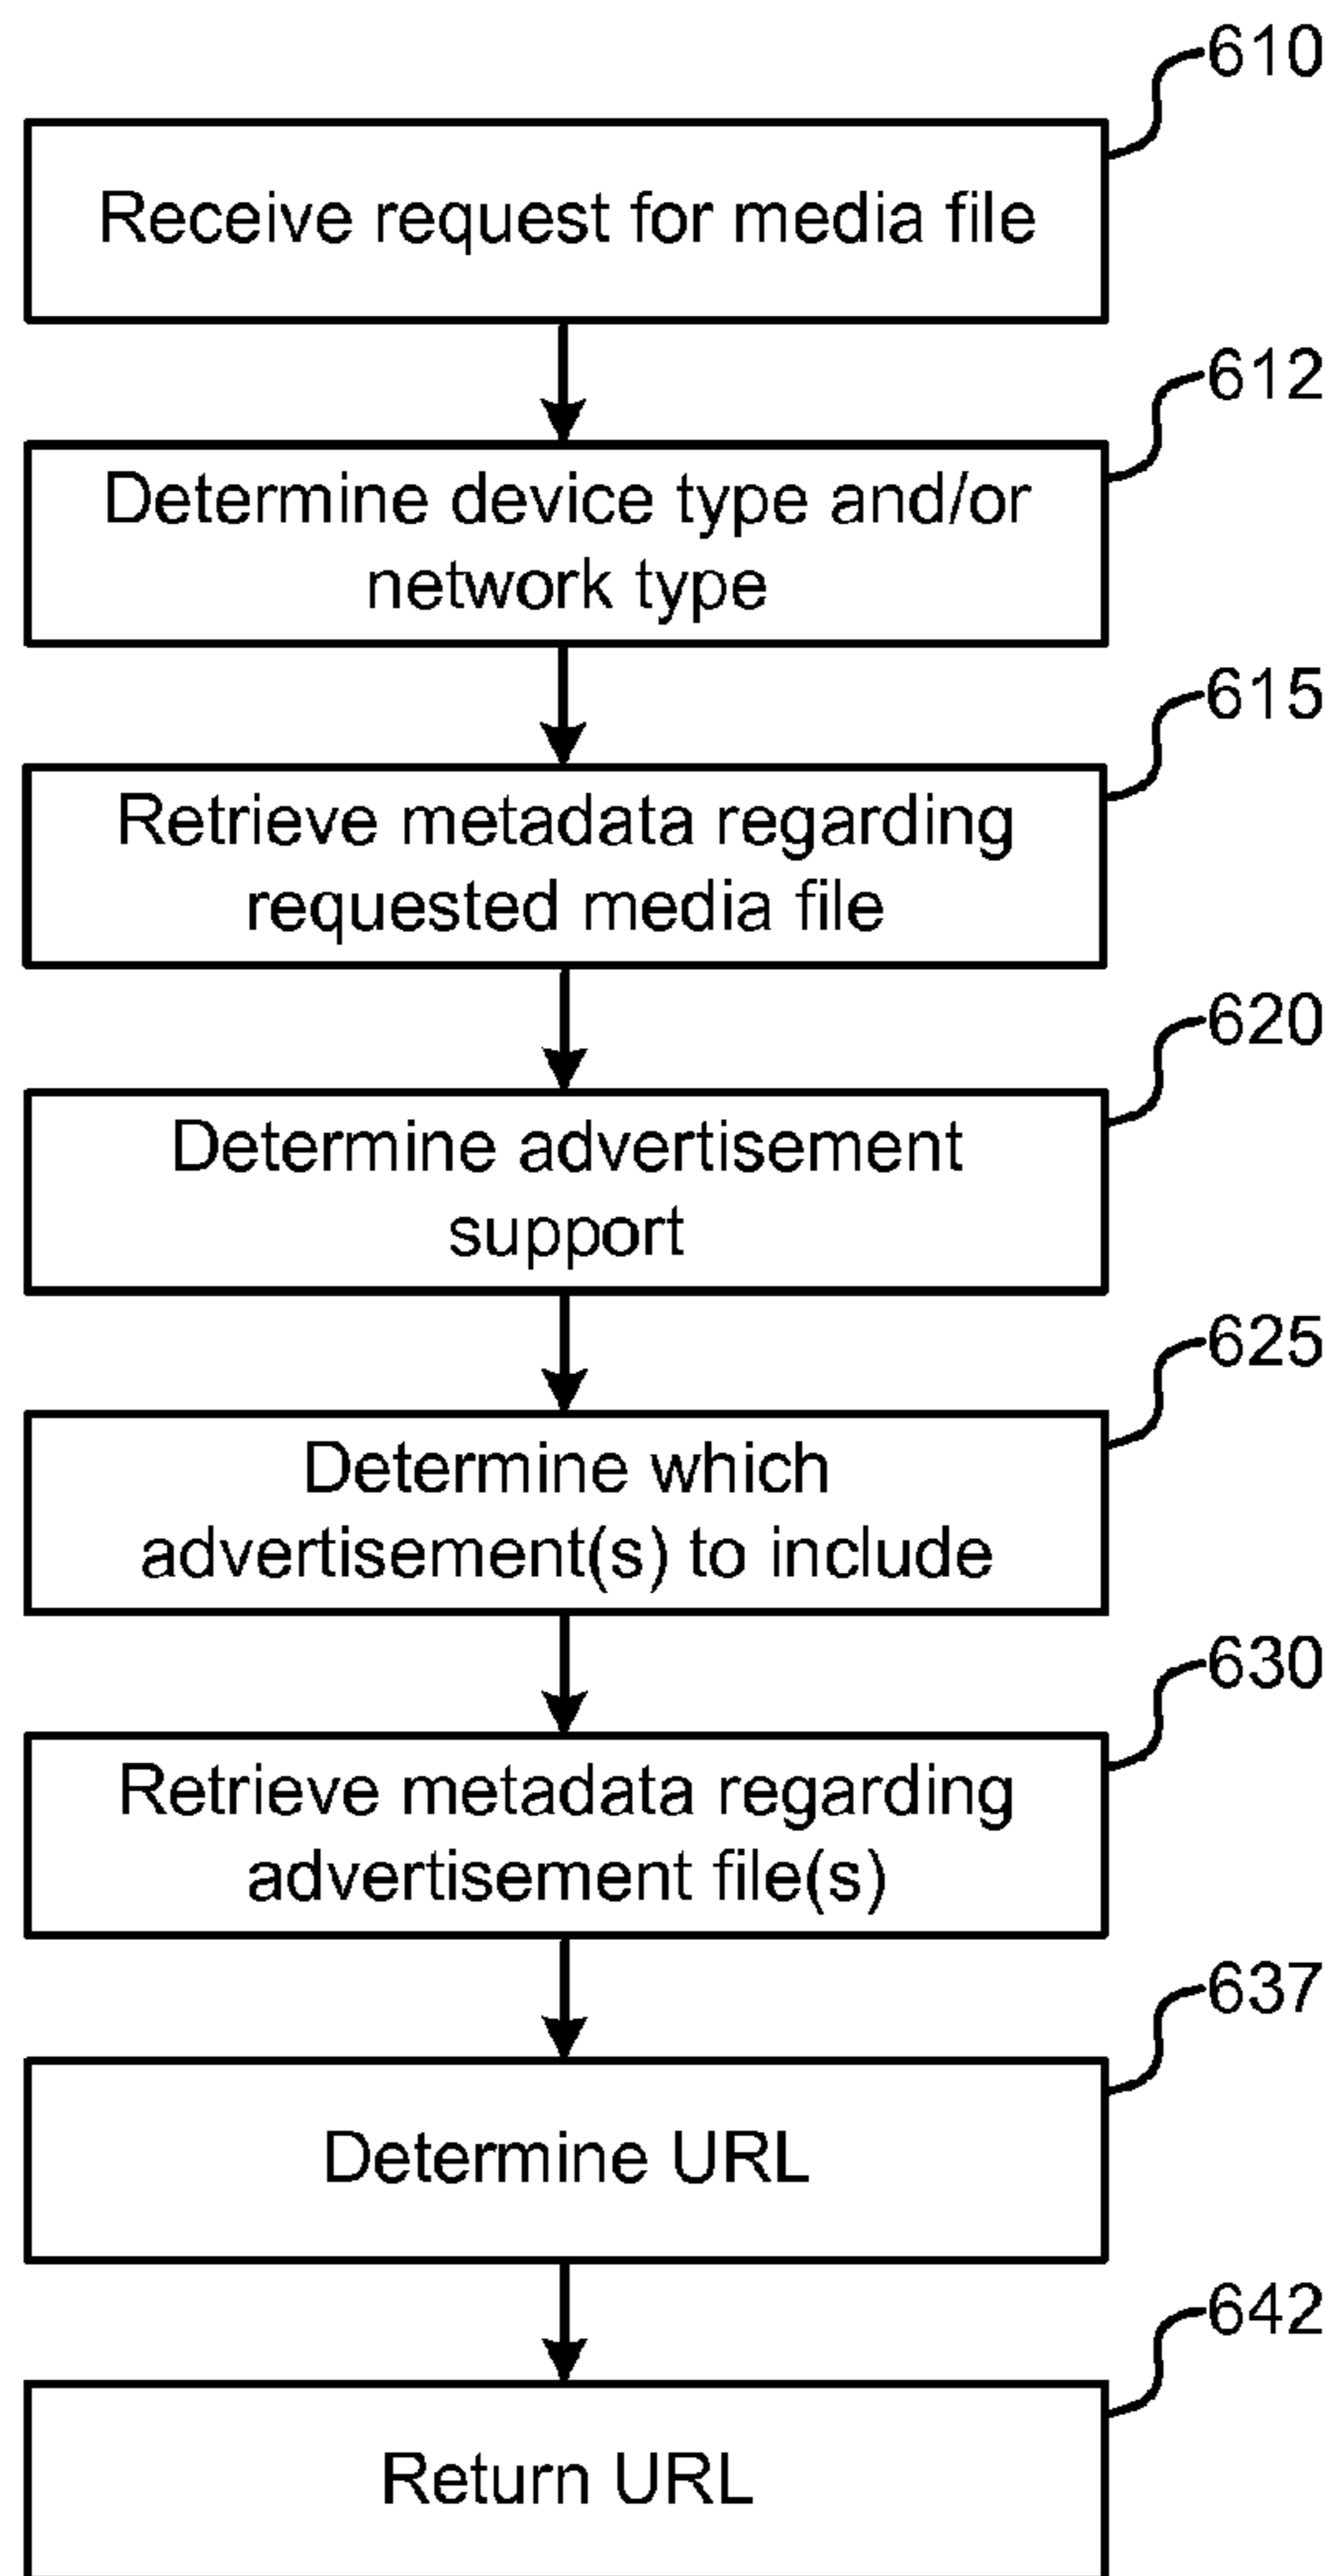 610
Receive request for media file
612
Determine device type and/or
network type
615
Retrieve metadata regarding
requested media file
620
Determine advertisement
support
625
Determine which
advertisement(s) to include
630
Retrieve metadata regarding
advertisement file(s)
637
Determine URL
642
Return URL